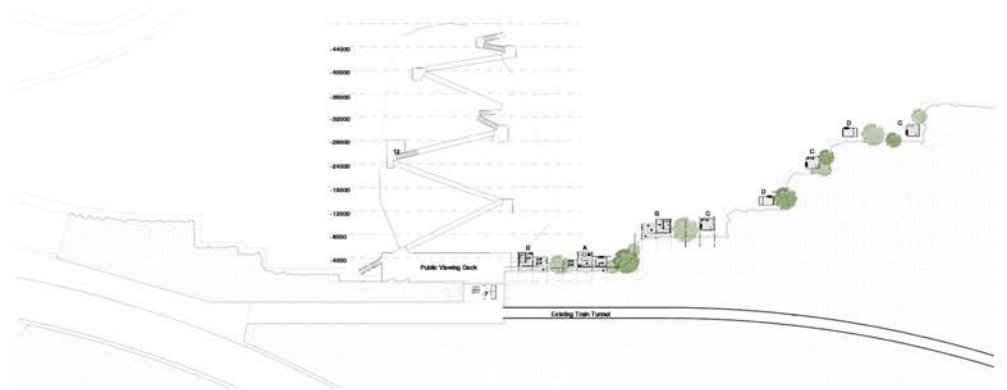 -44000
-40000
-36000
-32000
D C
-28000
12
C
-24000
-18000
D
-12000
B C
-8000
B A
-4000
Public Viewing Deck
Existing Train Tunnel